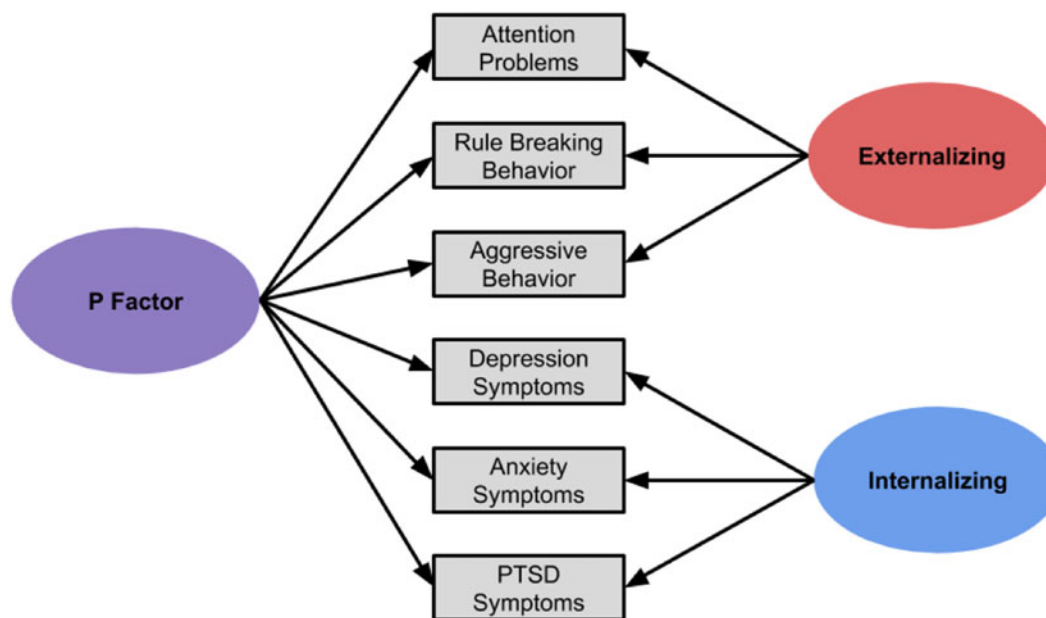 Attention
Problems
Rule Breaking
Behavior
Externalizing
Aggressive
Behavior
P Factor
Depression
Symptoms
Anxiety
Symptoms
Internalizing
PTSD
Symptoms